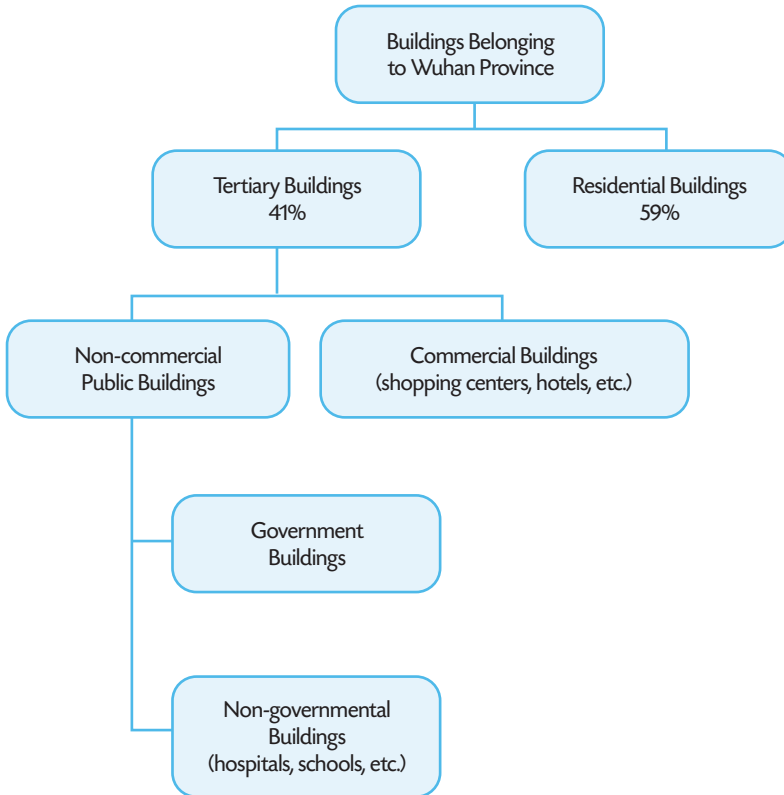 Buildings Belonging
to Wuhan Province
Tertiary Buildings
41%
Residential Buildings
59%
Non-commercial
Public Buildings
Commercial Buildings
(shopping centers, hotels, etc.)
Government
Buildings
Non-governmental
Buildings
(hospitals, schools, etc.)